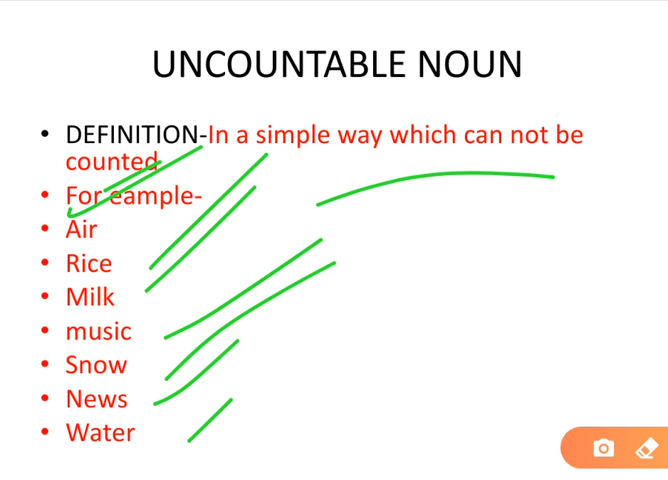 UNCOUNTABLE NOUN
• DEFINITION-In a simple way which can not be
counted
• For eample-
• Air
• Rice
• Milk
• music
• Snow
• News
• Water